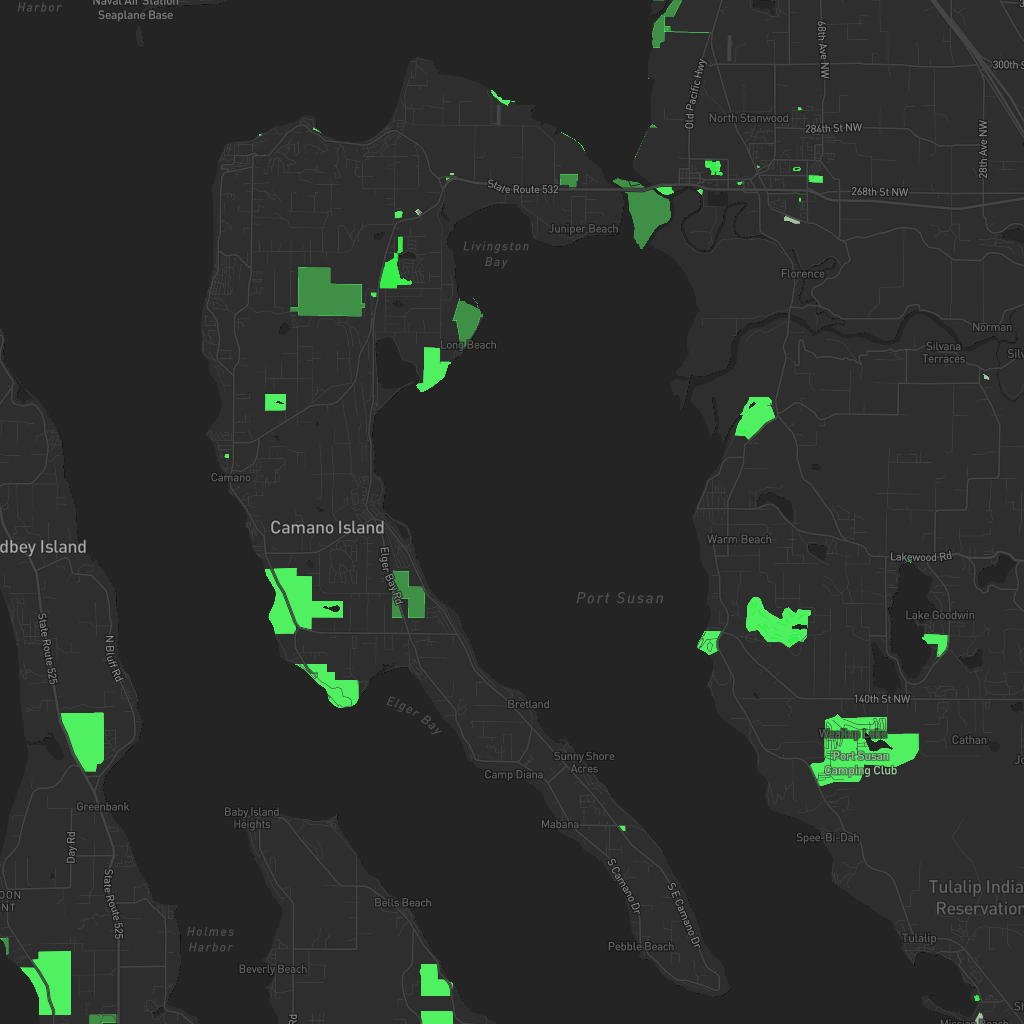 Harbor
Naval Air Station
Seaplane Base
68th Ave NW
300th S
Old Pacific Hwy
North Stanwood
284th St NW
28th Ave NW
State Route 532
268th St NW
Juniper Beach
Livingston
Bay
Florence
Norman
Long Beach
Silvana
Terraces
Camano
Camano Island
dbey Island
Warm Beach
Lakewood Rd
Elger Bay Rd
Port Susan
Lake Goodwin
State Route 525
N Bluff Rd
140th St NW
Bretland
Elger Bay
Cathan
Port Susan
Camping Club
Sunny Shore
Acres
Camp Diana
Greenbank
Baby Island
Heights
Mabana
Spee-Bi-Dah
Day Rd
State Route 525
S Camano Dr
S E Camano Dr
Tulalip India
Reservation
Bells Beach
Holmes
Harbor
Pebble Beach
Tulalip
Beverly Beach
Rd